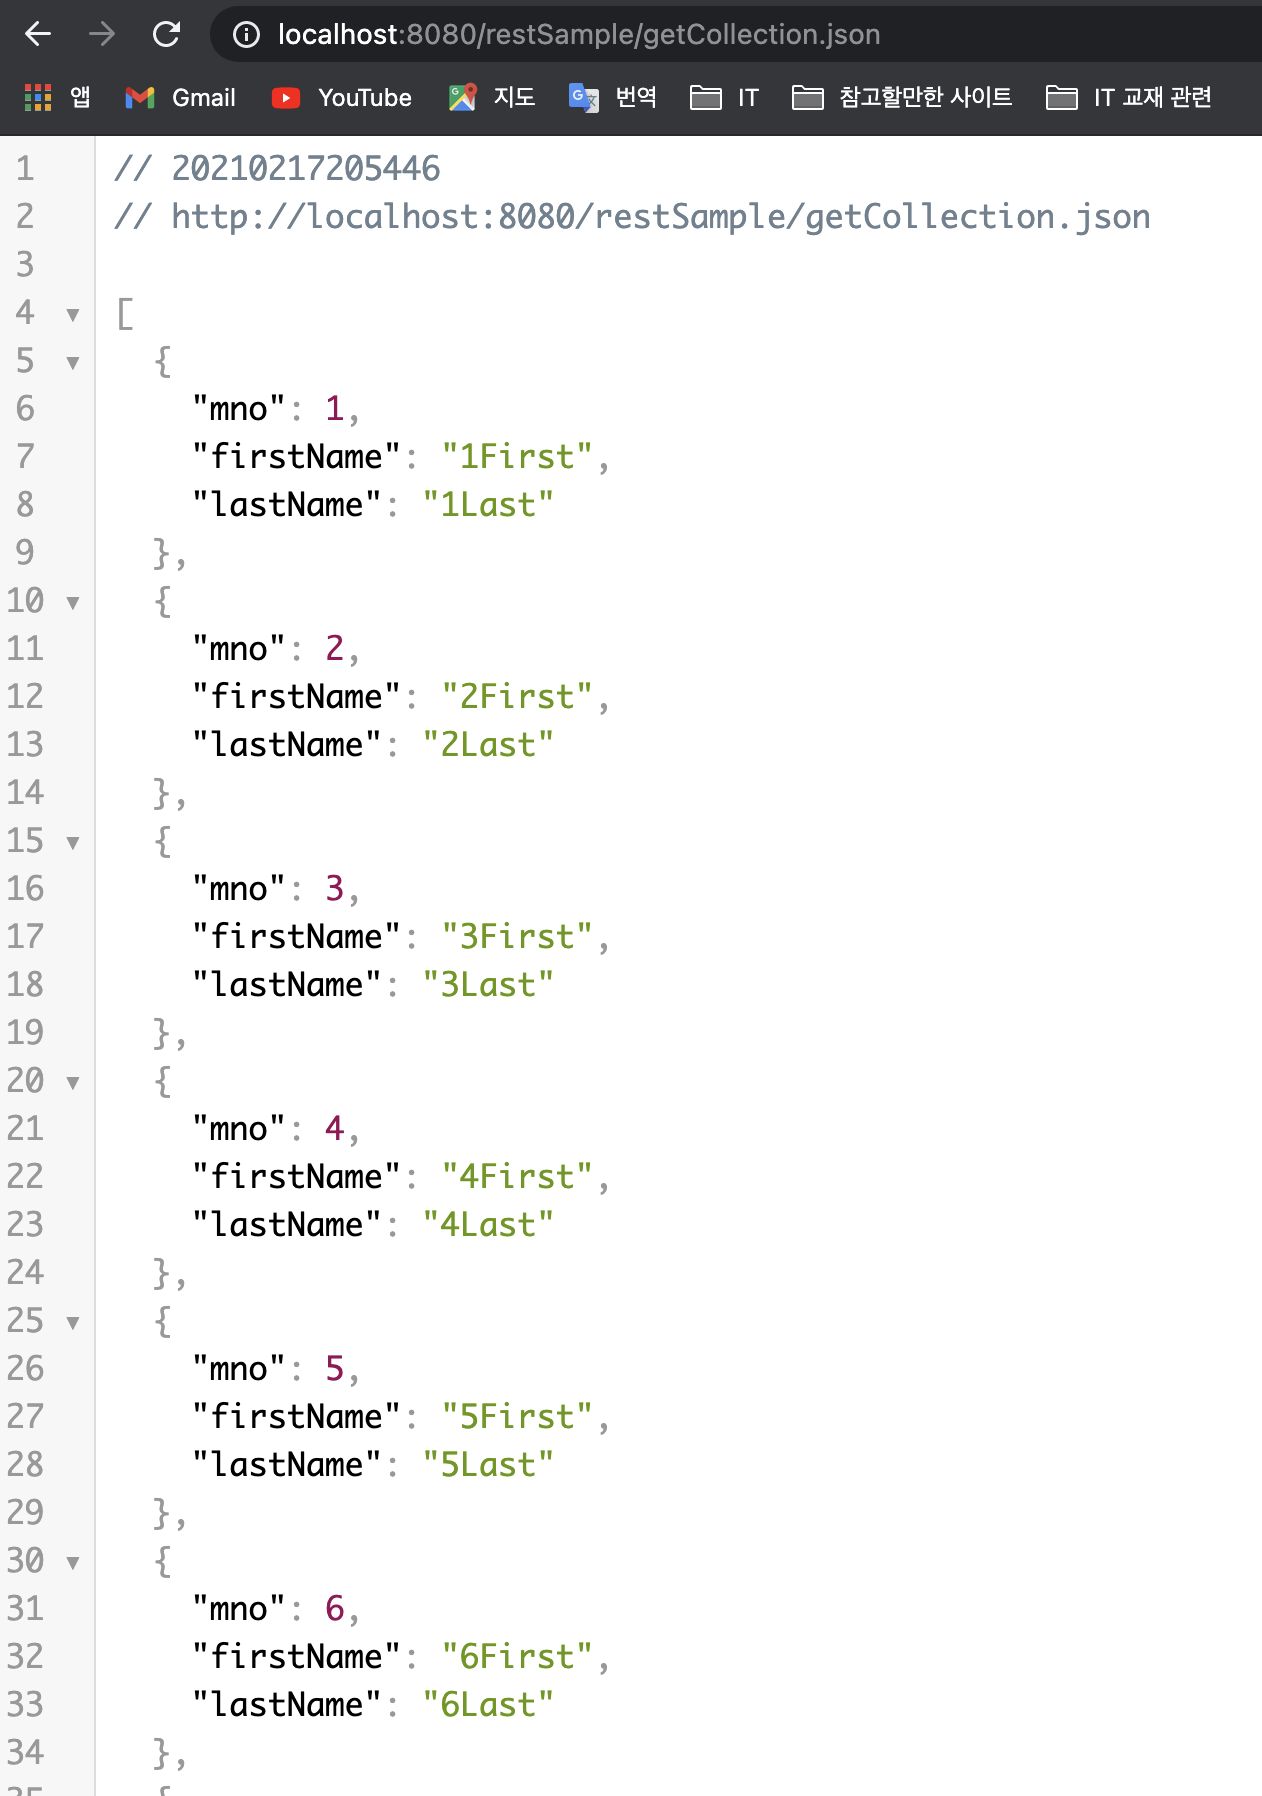 localhost:8080/restSample/getCollection.json
앱 Gmail YouTube 지도 번역 IT 참고할만한 사이트 IT 교재 관련
1 // 20210217205446
2 // http://localhost:8080/restSample/getCollection.json
3
4 [
5 {
6 "mno": 1,
7 "firstName": "1First",
8 "lastName": "1Last"
9 },
10 {
11 "mno": 2,
12 "firstName": "2First",
13 "lastName": "2Last"
14 },
15 {
16 "mno": 3,
17 "firstName": "3First",
18 "lastName": "3Last"
19 },
20 {
21 "mno": 4,
22 "firstName": "4First",
23 "lastName": "4Last"
24 },
25 {
26 "mno": 5,
27 "firstName": "5First",
28 "lastName": "5Last"
29 },
30 {
31 "mno": 6,
32 "firstName": "6First",
33 "lastName": "6Last"
34 },